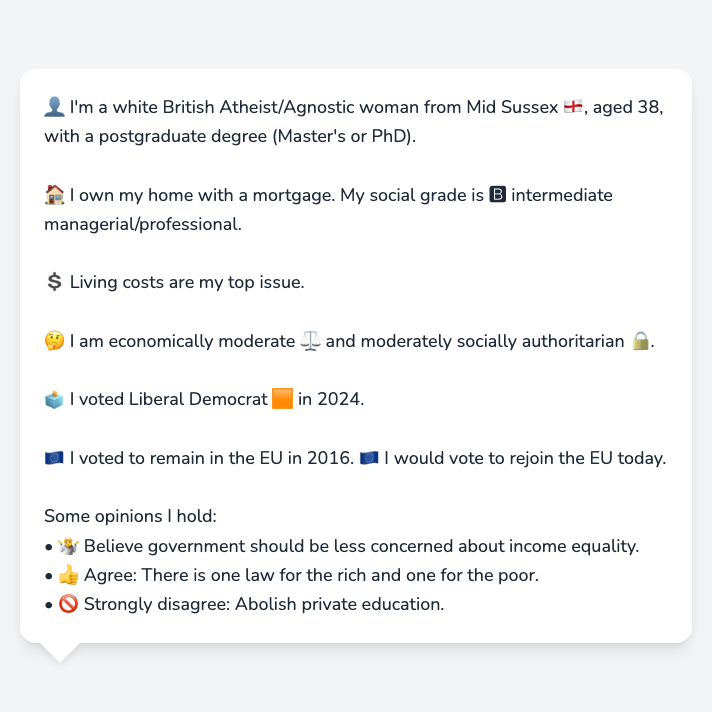 👤 I'm a white British Atheist/Agnostic woman from Mid Sussex 🏴󠁧󠁢󠁥󠁮󠁧󠁿, aged 38,
with a postgraduate degree (Master's or PhD).
🏠 I own my home with a mortgage. My social grade is 🅱 intermediate
managerial/professional.
💲 Living costs are my top issue.
🤔 I am economically moderate ⚖️ and moderately socially authoritarian 🔒.
🗳️ I voted Liberal Democrat 🟧 in 2024.
🇪🇺 I voted to remain in the EU in 2016. 🇪🇺 I would vote to rejoin the EU today.
Some opinions I hold:
• 🤷 Believe government should be less concerned about income equality.
• 👍 Agree: There is one law for the rich and one for the poor.
• 🚫 Strongly disagree: Abolish private education.